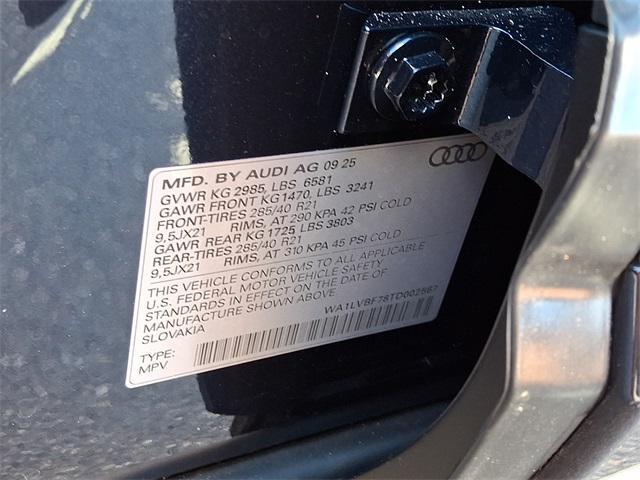 MFD. BY AUDI AG 09 25
GVWR KG 2985, LBS 6581
GAWR FRONT KG1470, LBS 3241
FRONT-TIRES 285/40 R21
9,5JX21 RIMS, AT 290 KPA 42 PSI COLD
GAWR REAR KG 1725 LBS 3803
REAR-TIRES 285/40 R21
9,5JX21 RIMS, AT 310 KPA 45 PSI COLD
THIS VEHICLE CONFORMS TO ALL APPLICABLE
U.S. FEDERAL MOTOR VEHICLE SAFETY
STANDARDS IN EFFECT ON THE DATE OF
MANUFACTURE SHOWN ABOVE
SLOVAKIA
WA1LVBF78TD002567
TYPE:
MPV